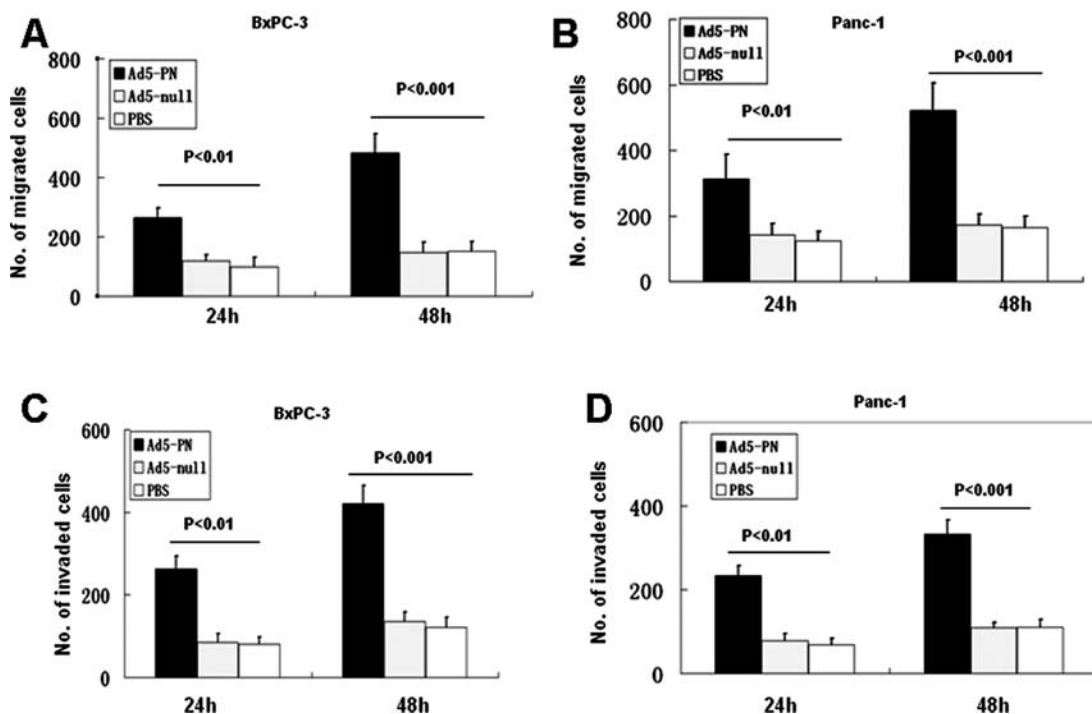 A
BxPC-3
No. of migrated cells
800
600
400
200
0
Ad5-PN
Ad5-null
PBS
P<0.01
P<0.001
24h
48h
B
Panc-1
No. of migrated cells
800
600
400
200
0
Ad5-PN
Ad5-null
PBS
P<0.01
P<0.001
24h
48h
C
BxPC-3
No. of invaded cells
600
400
200
0
Ad5-PN
Ad5-null
PBS
P<0.01
P<0.001
24h
48h
D
Panc-1
No. of invaded cells
600
400
200
0
Ad5-PN
Ad5-null
PBS
P<0.01
P<0.001
24h
48h